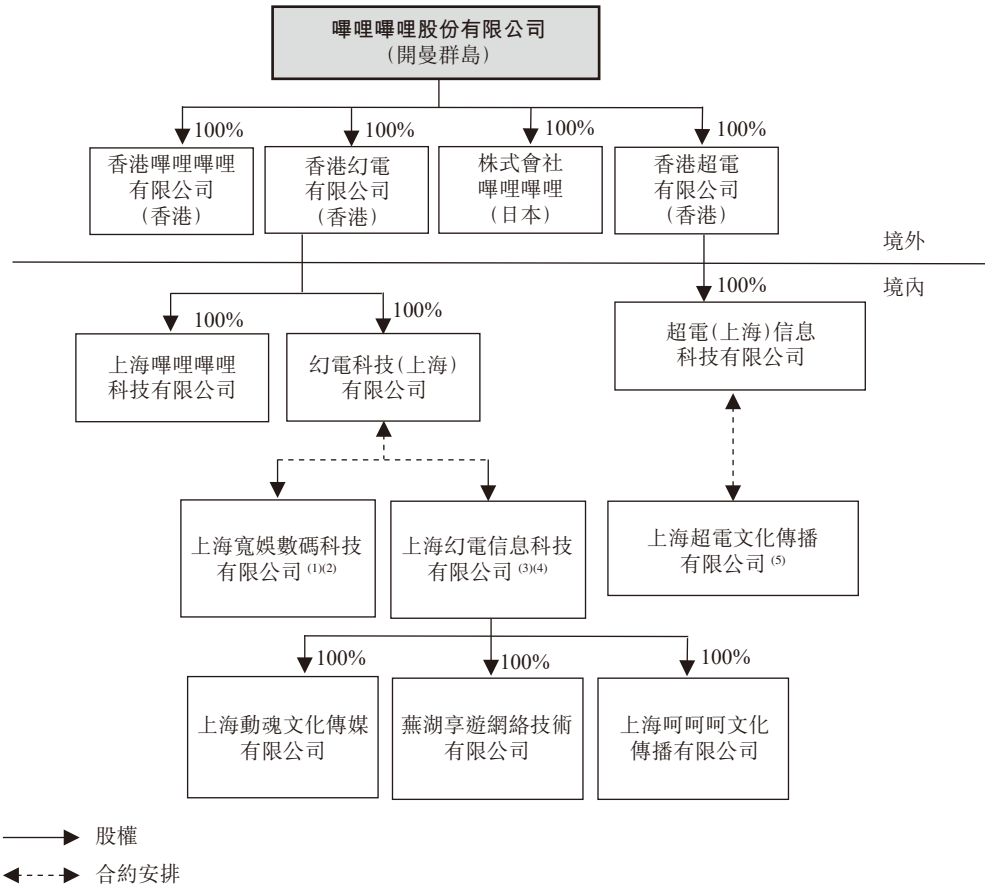 嗶哩嗶哩股份有限公司
(開曼群島)
100%
100%
100%
100%
香港嗶哩嗶哩
有限公司
(香港)
香港幻電
有限公司
(香港)
株式會社
嗶哩嗶哩
(日本)
香港超電
有限公司
(香港)
境外
境內
100%
100%
100%
上海嗶哩嗶哩
科技有限公司
幻電科技(上海)
有限公司
超電(上海)信息
科技有限公司
上海寬娛數碼科技
有限公司 (1)(2)
上海幻電信息科技
有限公司 (3)(4)
上海超電文化傳播
有限公司 (5)
100%
100%
100%
上海動魂文化傳媒
有限公司
蕪湖享遊網絡技術
有限公司
上海呵呵呵文化
傳播有限公司
股權
合約安排